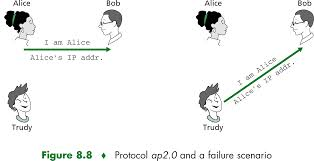 Alice
Bob
I am Alice
Alice's IP addr.
Trudy
Alice
Bob
I am Alice
Alice's IP addr.
Trudy
Figure 8.8 ♦ Protocol ap2.0 and a failure scenario